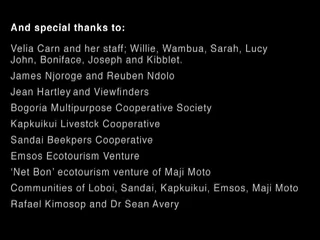 And special thanks to:
Velia Carn and her staff; Willie, Wambua, Sarah, Lucy
John, Boniface, Joseph and Kibblet.
James Njoroge and Reuben Ndolo
Jean Hartley and Viewfinders
Bogoria Multipurpose Cooperative Society
Kapkuikui Livestck Cooperative
Sandai Beekpers Cooperative
Emsos Ecotourism Venture
‘Net Bon’ ecotourism venture of Maji Moto
Communities of Loboi, Sandai, Kapkuikui, Emsos, Maji Moto
Rafael Kimosop and Dr Sean Avery